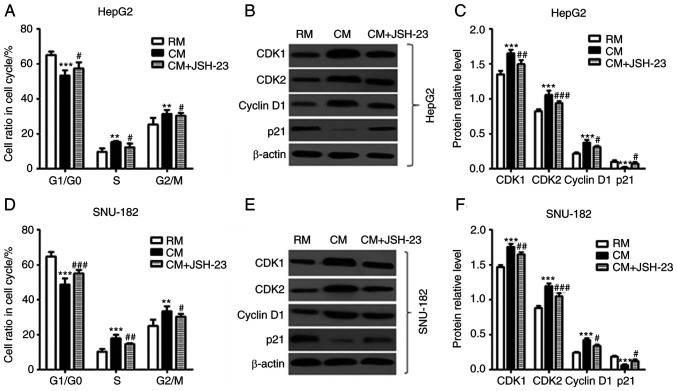 A
HepG2
Cell ratio in cell cycle/%
80
60
40
20
0
RM
CM
CM+JSH-23
***
#
**
#
**
#
G1/G0 S G2/M
B
RM CM CM+JSH-23
CDK1
CDK2
Cyclin D1
p21
β-actin
HepG2
C
HepG2
Protein relative level
2.0
1.5
1.0
0.5
0.0
RM
CM
CM+JSH-23
***
##
***
###
***
#
***
#
CDK1 CDK2 Cyclin D1 p21
D
SNU-182
Cell ratio in cell cycle/%
80
60
40
20
0
RM
CM
CM+JSH-23
***
###
***
##
**
#
G1/G0 S G2/M
E
RM CM CM+JSH-23
CDK1
CDK2
Cyclin D1
p21
β-actin
SNU-182
F
SNU-182
Protein relative level
2.0
1.5
1.0
0.5
0.0
RM
CM
CM+JSH-23
***
##
***
###
***
#
***
#
CDK1 CDK2 Cyclin D1 p21